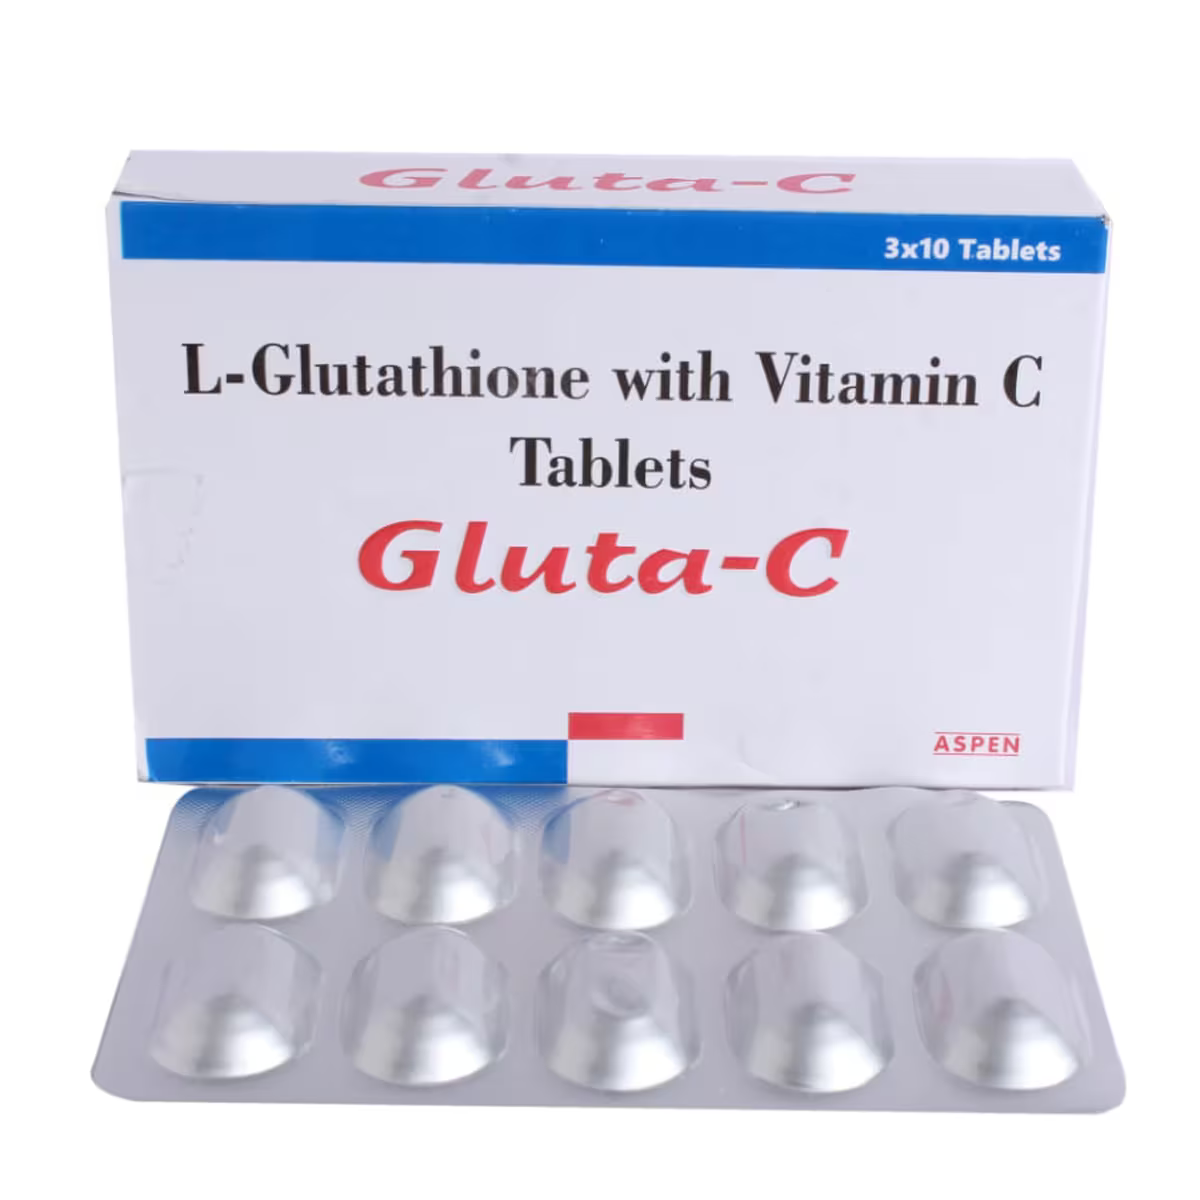 Gluta-C
3x10 Tablets
L-Glutathione with Vitamin C
Tablets
Gluta-C
ASPEN